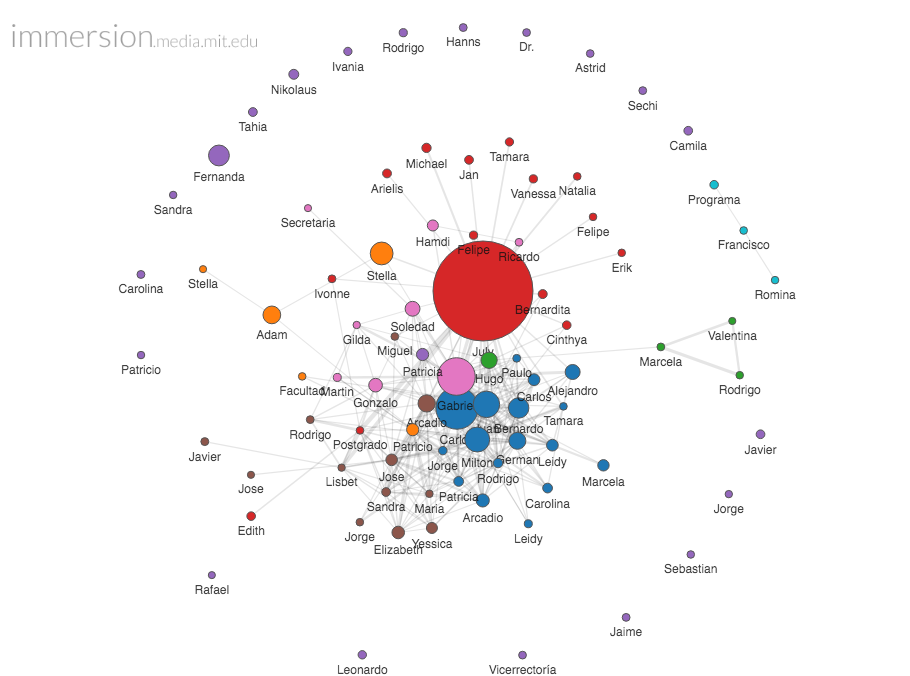 immersion.media.mit.edu
Hanns
Rodrigo
Dr.
Ivania
Astrid
Nikolaus
Sechi
Tahia
Camila
Michael
Tamara
Jan
Fernanda
Arielis
Vanessa
Natalia
Programa
Sandra
Secretaria
Felipe
Hamdi
Felipe
Ricardo
Francisco
Erik
Stella
Carolina
Stella
Ivonne
Romina
Bernardita
Soledad
Adam
Gilda
Cinthya
Valentina
Miguel
July
Marcela
Patricio
Patricia
Hugo
Paulo
Facultad
Martin
Alejandro
Rodrigo
Gonzalo
Carlos
Gabrie
Arcadio
Tamara
Bernardo
Rodrigo
Postgrado
Patricio
Carlo
Javier
Javier
Jorge
Milton
German
Leidy
Lisbet
Jose
Rodrigo
Marcela
Jose
Sandra
Maria
Patricia
Carolina
Jorge
Edith
Arcadio
Jorge
Elizabeth
Yessica
Leidy
Sebastian
Rafael
Jaime
Leonardo
Vicerrectoría